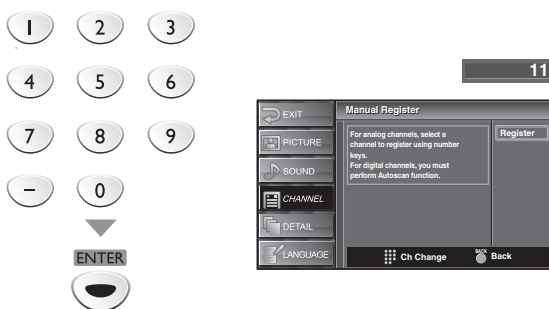 1 2 3
4 5 6
7 8 9
– 0
ENTER
11
EXIT
PICTURE
SOUND
CHANNEL
DETAIL
LANGUAGE
Manual Register
For analog channels, select a
channel to register using number
keys.
For digital channels, you must
perform Autoscan function.
Register
Ch Change
BACK Back